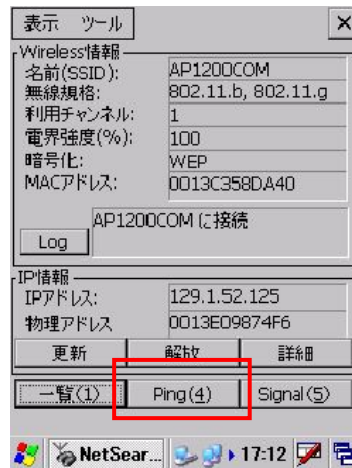 表示 ツール
Wireless情報
名前(SSID): AP1200COM
無線規格: 802.11.b, 802.11.g
利用チャンネル: 1
電界強度(%): 100
暗号化: WEP
MACアドレス: 0013C358DA40
AP1200COM に接続
Log
IP情報
IPアドレス: 129.1.52.125
物理アドレス 0013E09874F6
更新 解放 詳細
一覧(1) Ping(4) Signal(5)
NetSear... 17:12